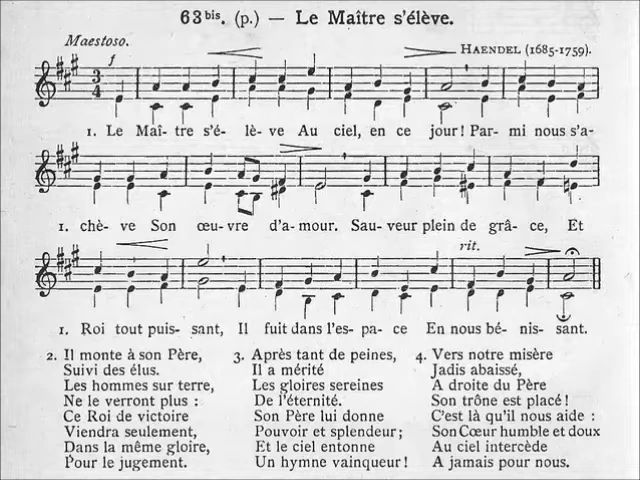 63bis. (p.) — Le Maître s'élève.
Maestoso.
HAENDEL (1685-1759).
f
3
4
1. Le Maî- tre s'é- lè- ve Au ciel, en ce jour! Par- mi nous s'a-
1. chè- ve Son œu- vre d'a- mour. Sau- veur plein de grâ- ce, Et
rit.
1. Roi tout puis- sant, Il fuit dans l'es- pa- ce En nous bé- nis- sant.
2. Il monte à son Père,
Suivi des élus.
Les hommes sur terre,
Ne le verront plus :
Ce Roi de victoire
Viendra seulement,
Dans la même gloire,
Pour le jugement.
3. Après tant de peines,
Il a mérité
Les gloires sereines
De l'éternité.
Son Père lui donne
Pouvoir et splendeur;
Et le ciel entonne
Un hymne vainqueur!
4. Vers notre misère
Jadis abaissé,
A droite du Père
Son trône est placé!
C'est là qu'il nous aide :
Son Cœur humble et doux
Au ciel intercède
A jamais pour nous.